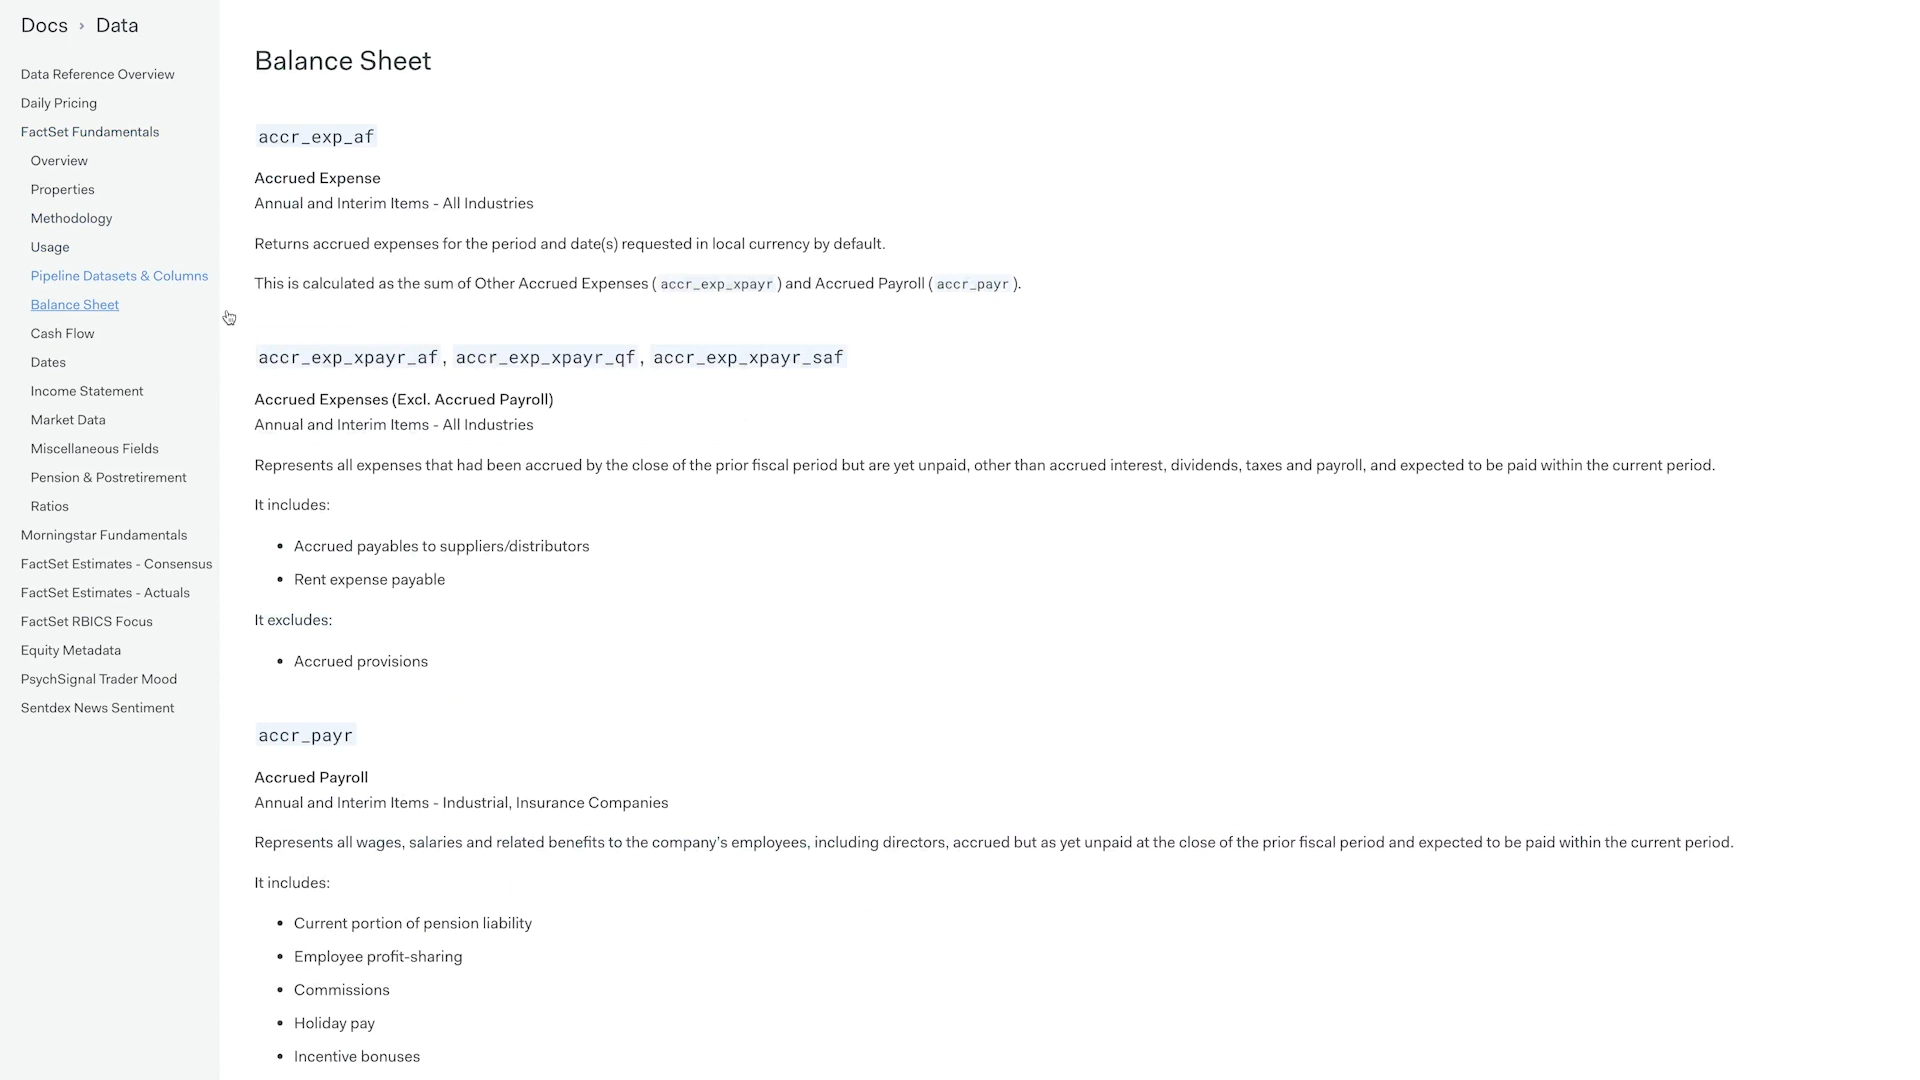 Docs › Data
Data Reference Overview
Daily Pricing
FactSet Fundamentals
Overview
Properties
Methodology
Usage
Pipeline Datasets & Columns
Balance Sheet
Cash Flow
Dates
Income Statement
Market Data
Miscellaneous Fields
Pension & Postretirement
Ratios
Morningstar Fundamentals
FactSet Estimates - Consensus
FactSet Estimates - Actuals
FactSet RBICS Focus
Equity Metadata
PsychSignal Trader Mood
Sentdex News Sentiment
Balance Sheet
accr_exp_af
Accrued Expense
Annual and Interim Items - All Industries
Returns accrued expenses for the period and date(s) requested in local currency by default.
This is calculated as the sum of Other Accrued Expenses ( accr_exp_xpayr ) and Accrued Payroll ( accr_payr ).
accr_exp_xpayr_af, accr_exp_xpayr_qf, accr_exp_xpayr_saf
Accrued Expenses (Excl. Accrued Payroll)
Annual and Interim Items - All Industries
Represents all expenses that had been accrued by the close of the prior fiscal period but are yet unpaid, other than accrued interest, dividends, taxes and payroll, and expected to be paid within the current period.
It includes:
• Accrued payables to suppliers/distributors
• Rent expense payable
It excludes:
• Accrued provisions
accr_payr
Accrued Payroll
Annual and Interim Items - Industrial, Insurance Companies
Represents all wages, salaries and related benefits to the company's employees, including directors, accrued but as yet unpaid at the close of the prior fiscal period and expected to be paid within the current period.
It includes:
• Current portion of pension liability
• Employee profit-sharing
• Commissions
• Holiday pay
• Incentive bonuses